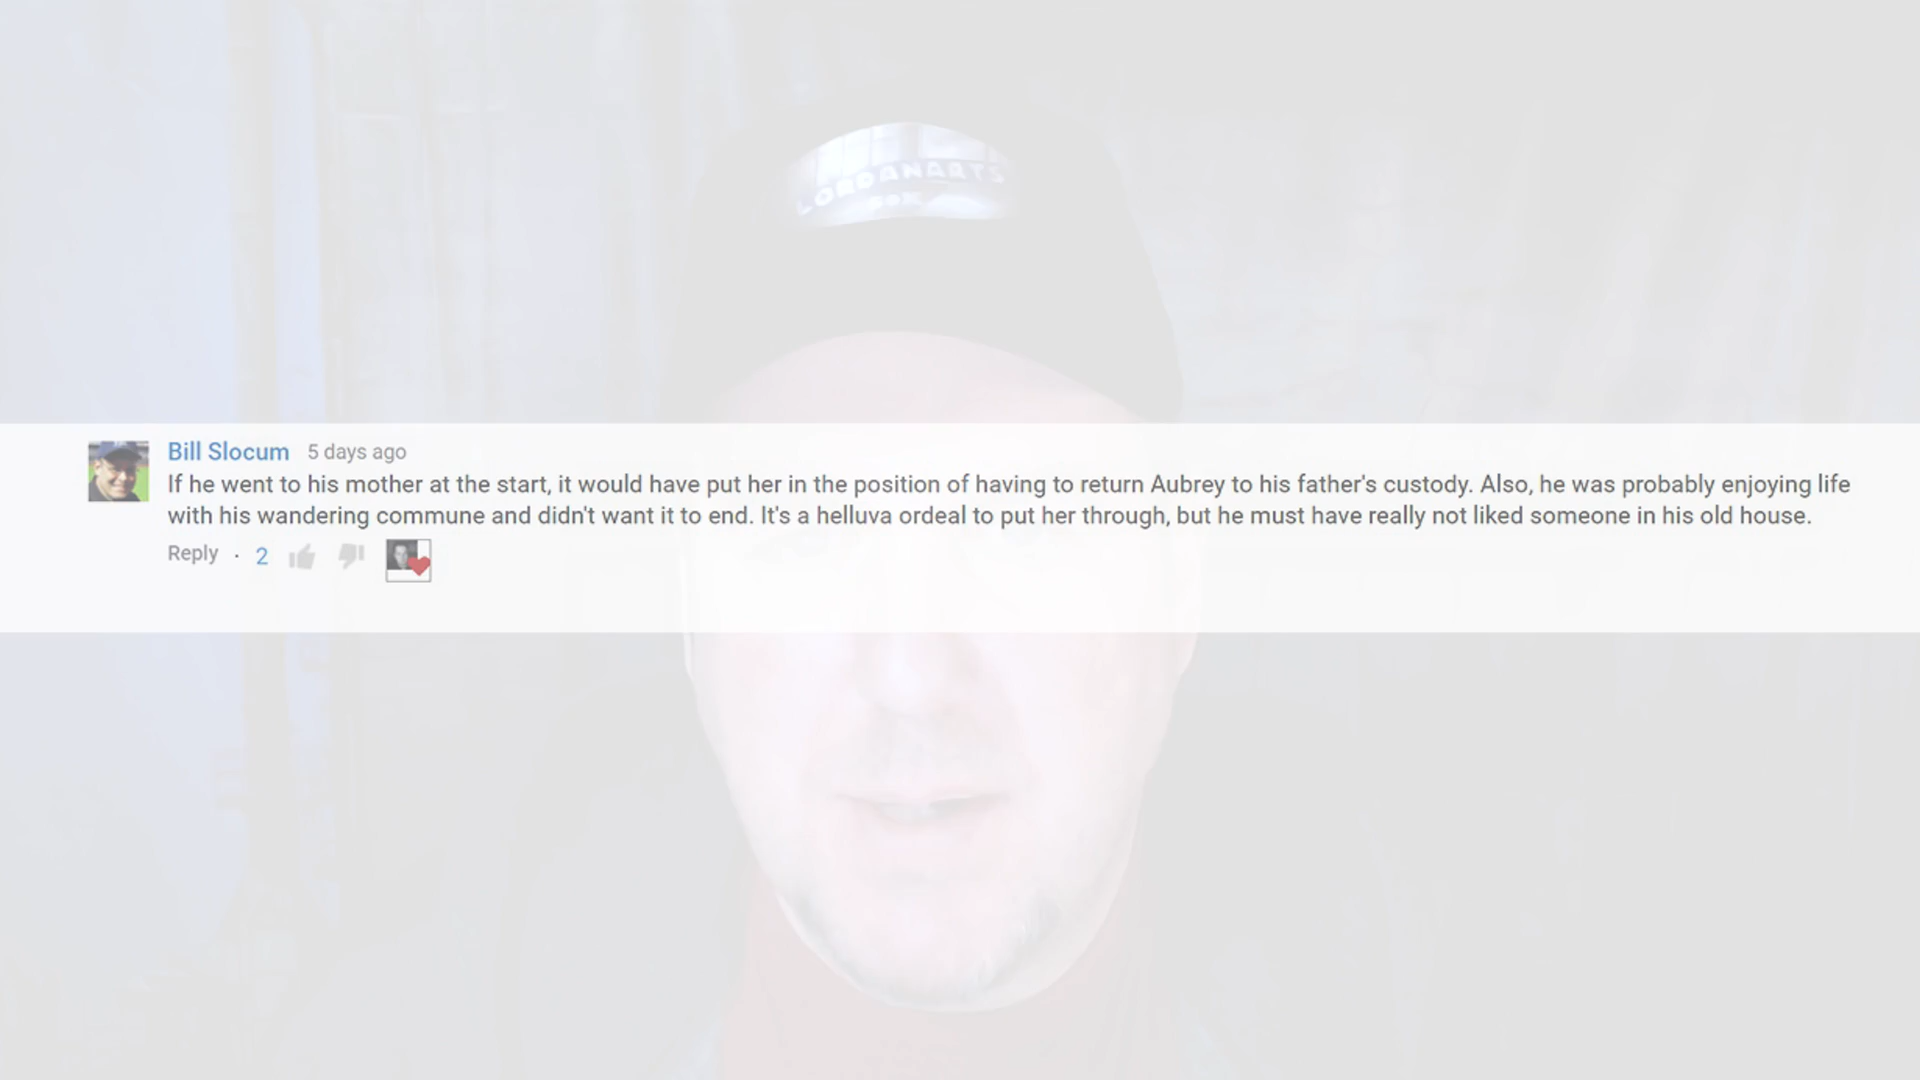 LORDANARTS
Bill Slocum 5 days ago
If he went to his mother at the start, it would have put her in the position of having to return Aubrey to his father's custody. Also, he was probably enjoying life
with his wandering commune and didn't want it to end. It's a helluva ordeal to put her through, but he must have really not liked someone in his old house.
Reply · 2